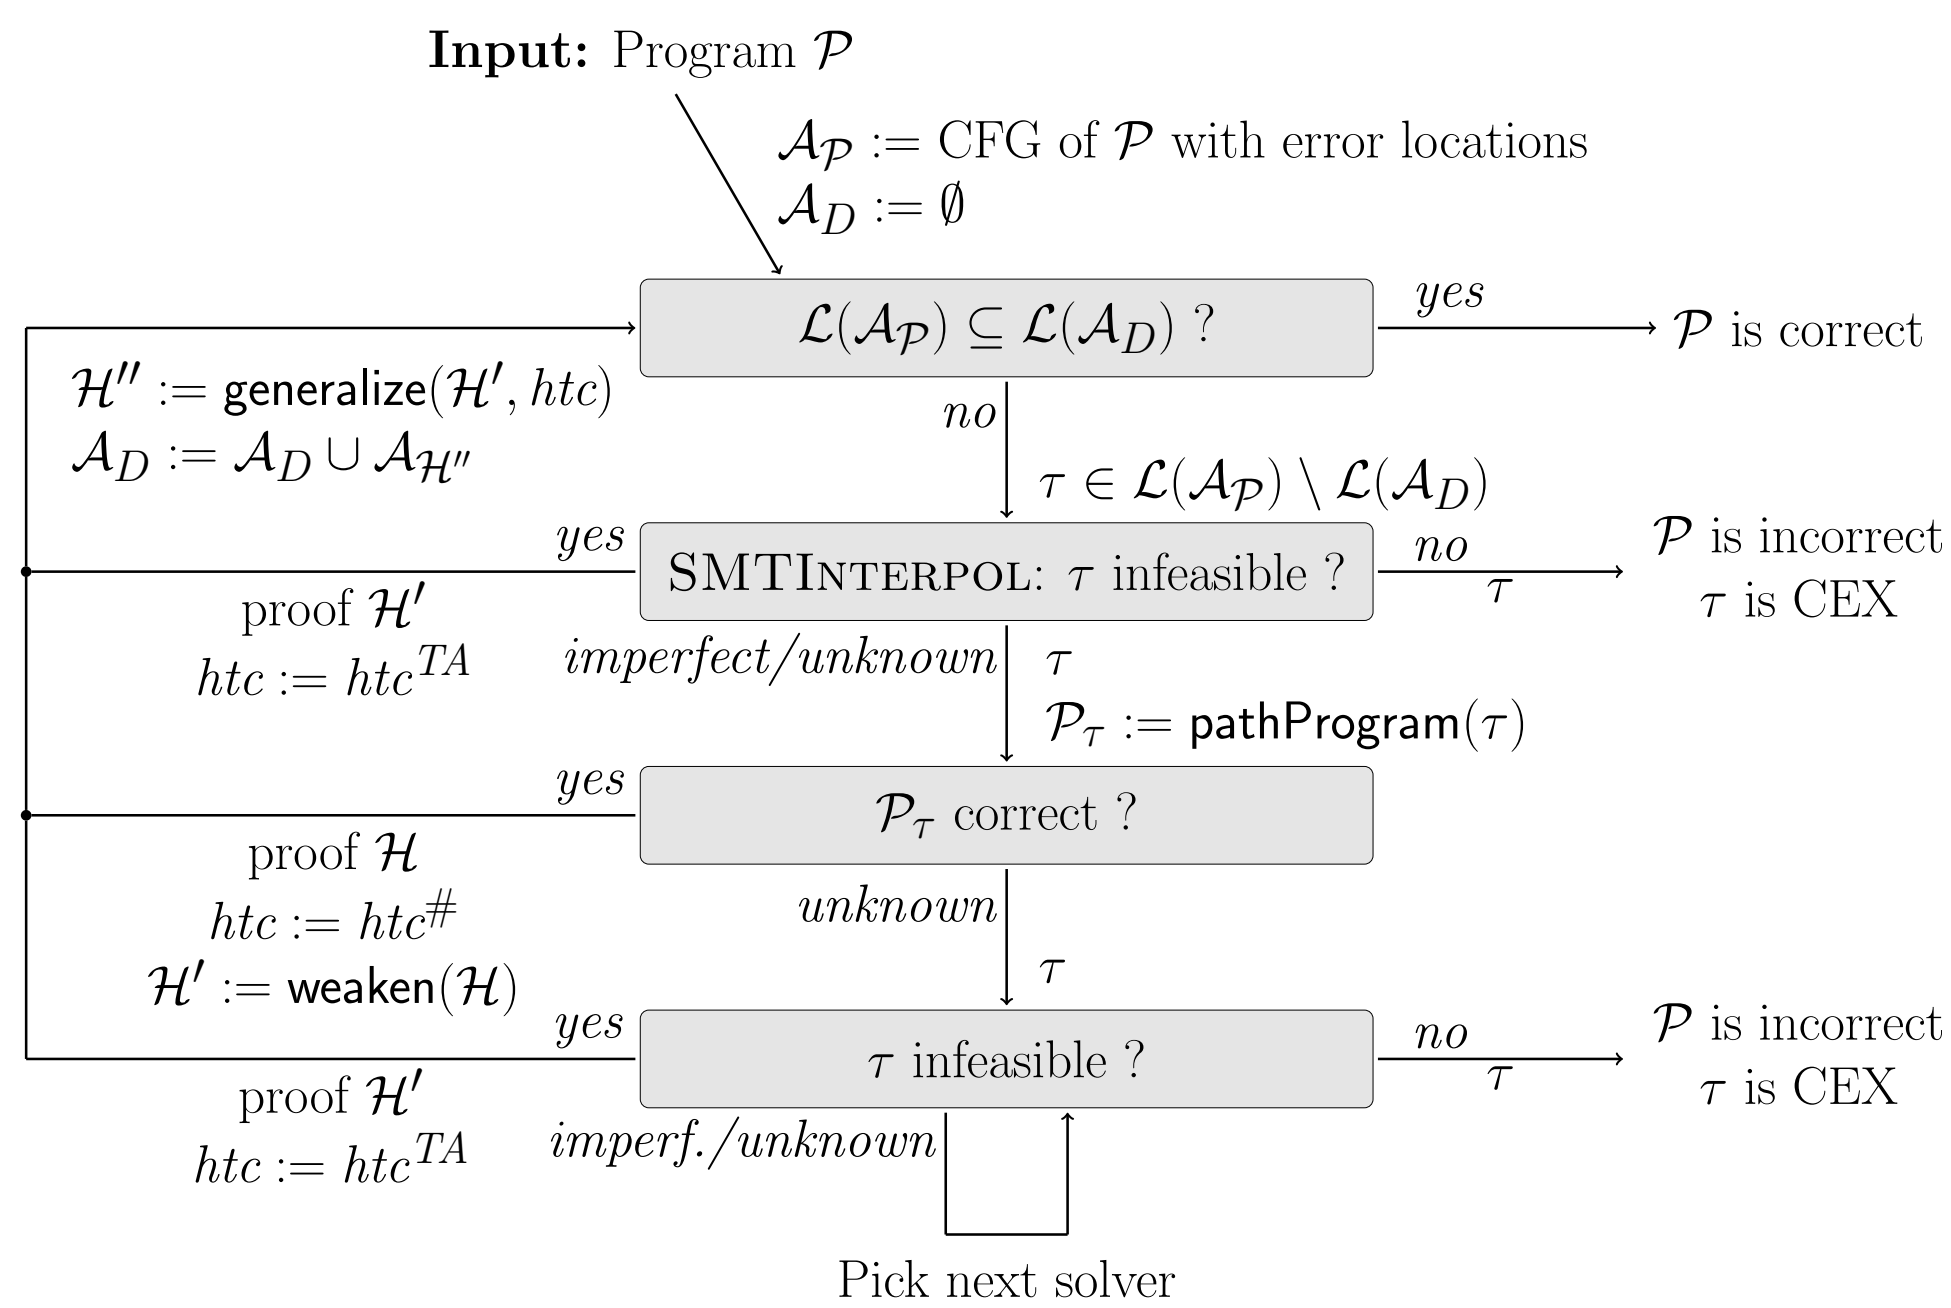 Input: Program 𝒫
𝒜_𝒫 := CFG of 𝒫 with error locations
𝒜_D := ∅
ℒ(𝒜_𝒫) ⊆ ℒ(𝒜_D) ?
yes
𝒫 is correct
ℋ′′ := generalize(ℋ′, htc)
𝒜_D := 𝒜_D ∪ 𝒜_ℋ′′
no
τ ∈ ℒ(𝒜_𝒫) \ ℒ(𝒜_D)
yes
SMTINTERPOL: τ infeasible ?
no
τ
𝒫 is incorrect
τ is CEX
proof ℋ′
htc := htc^TA
imperfect/unknown
τ
𝒫_τ := pathProgram(τ)
yes
𝒫_τ correct ?
proof ℋ
htc := htc^#
ℋ′ := weaken(ℋ)
unknown
τ
yes
τ infeasible ?
no
τ
𝒫 is incorrect
τ is CEX
proof ℋ′
htc := htc^TA
imperf./unknown
Pick next solver